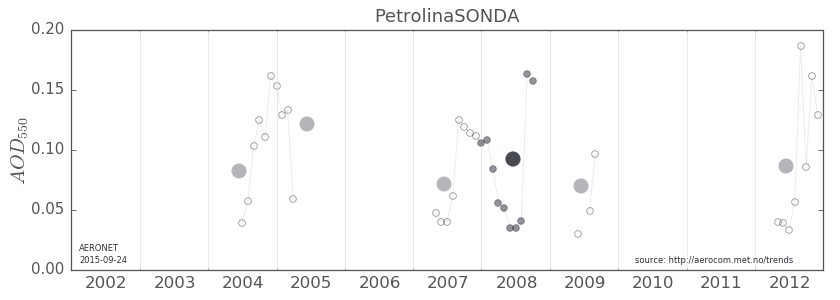 PetrolinaSONDA
0.20
0.15
0.10
0.05
0.00
AOD550
AERONET
2015-09-24
source: http://aerocom.met.no/trends
2002 2003 2004 2005 2006 2007 2008 2009 2010 2011 2012